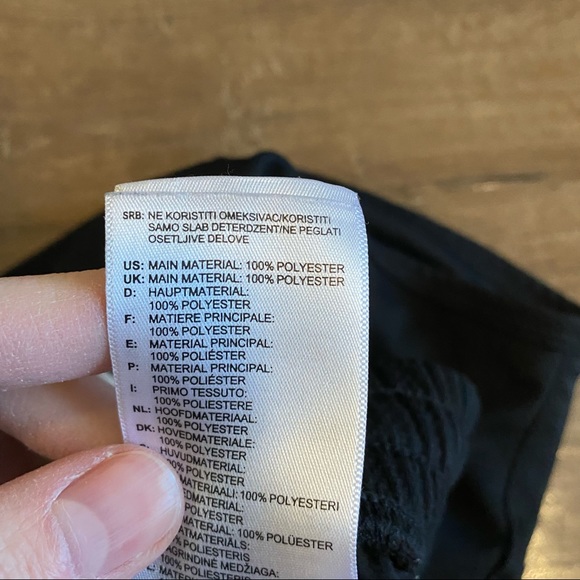 SRB: NE KORISTITI OMEKSIVAC/KORISTITI
SAMO SLAB DETERDZENT/NE PEGLATI
OSETLJIVE DELOVE
US: MAIN MATERIAL: 100% POLYESTER
UK: MAIN MATERIAL: 100% POLYESTER
D: HAUPTMATERIAL:
100% POLYESTER
F: MATIERE PRINCIPALE:
100% POLYESTER
E: MATERIAL PRINCIPAL:
100% POLIÉSTER
P: MATERIAL PRINCIPAL:
100% POLIÉSTER
I: PRIMO TESSUTO:
100% POLIESTERE
NL: HOOFDMATERIAAL:
100% POLYESTER
DK: HOVEDMATERIALE:
100% POLYESTER
HUVUDMATERIAL:
100% POLYESTER
100% POLYESTERI
100% POLYESTER
100% POLÜESTER